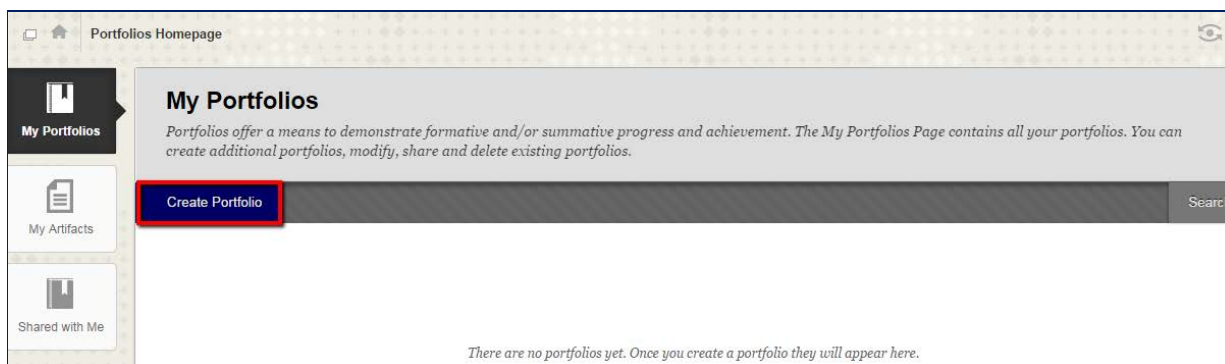 Portfolios Homepage
My Portfolios
My Portfolios
Portfolios offer a means to demonstrate formative and/or summative progress and achievement. The My Portfolios Page contains all your portfolios. You can
create additional portfolios, modify, share and delete existing portfolios.
Create Portfolio
Searc
My Artifacts
Shared with Me
There are no portfolios yet. Once you create a portfolio they will appear here.